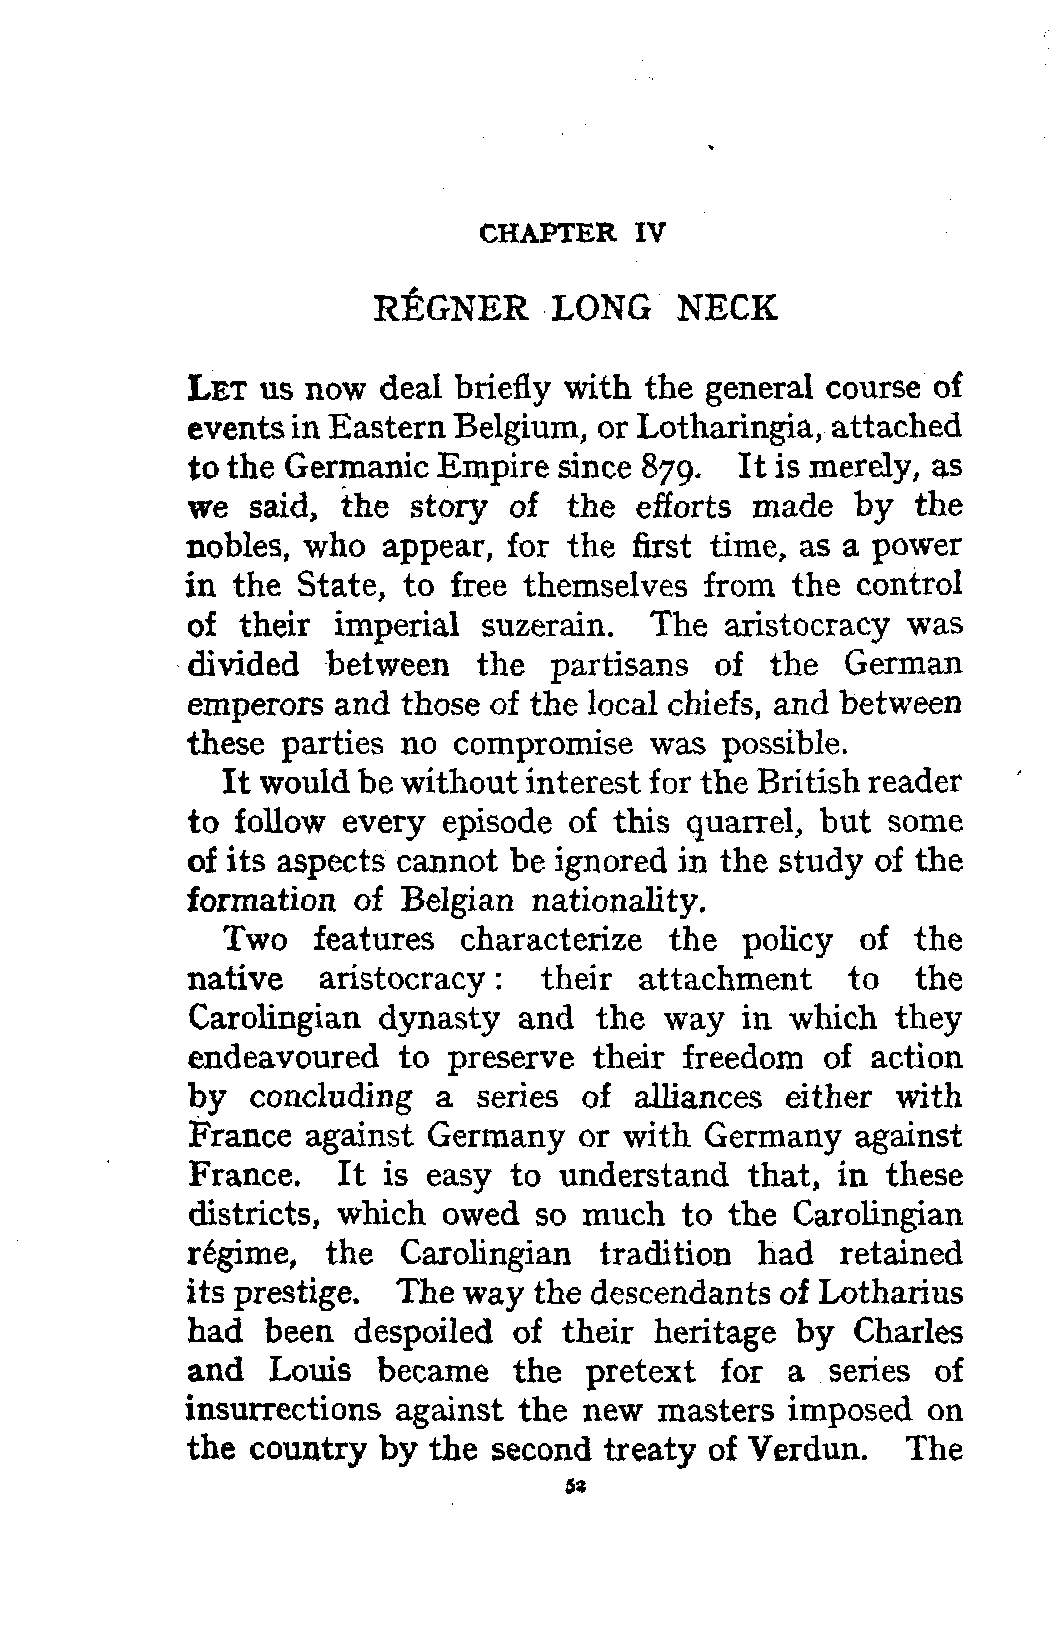 CHAPTER IV
RÉGNER LONG NECK
LET us now deal briefly with the general course of
events in Eastern Belgium, or Lotharingia, attached
to the Germanic Empire since 879. It is merely, as
we said, the story of the efforts made by the
nobles, who appear, for the first time, as a power
in the State, to free themselves from the control
of their imperial suzerain. The aristocracy was
divided between the partisans of the German
emperors and those of the local chiefs, and between
these parties no compromise was possible.
It would be without interest for the British reader
to follow every episode of this quarrel, but some
of its aspects cannot be ignored in the study of the
formation of Belgian nationality.
Two features characterize the policy of the
native aristocracy : their attachment to the
Carolingian dynasty and the way in which they
endeavoured to preserve their freedom of action
by concluding a series of alliances either with
France against Germany or with Germany against
France. It is easy to understand that, in these
districts, which owed so much to the Carolingian
régime, the Carolingian tradition had retained
its prestige. The way the descendants of Lotharius
had been despoiled of their heritage by Charles
and Louis became the pretext for a series of
insurrections against the new masters imposed on
the country by the second treaty of Verdun. The
52